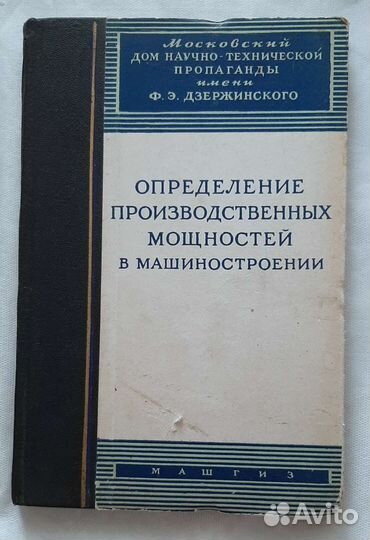 Московский
ДОМ НАУЧНО-ТЕХНИЧЕСКОЙ
ПРОПАГАНДЫ
имени
Ф. Э. ДЗЕРЖИНСКОГО
ОПРЕДЕЛЕНИЕ
ПРОИЗВОДСТВЕННЫХ
МОЩНОСТЕЙ
В МАШИНОСТРОЕНИИ
МАШГИЗ
Avito